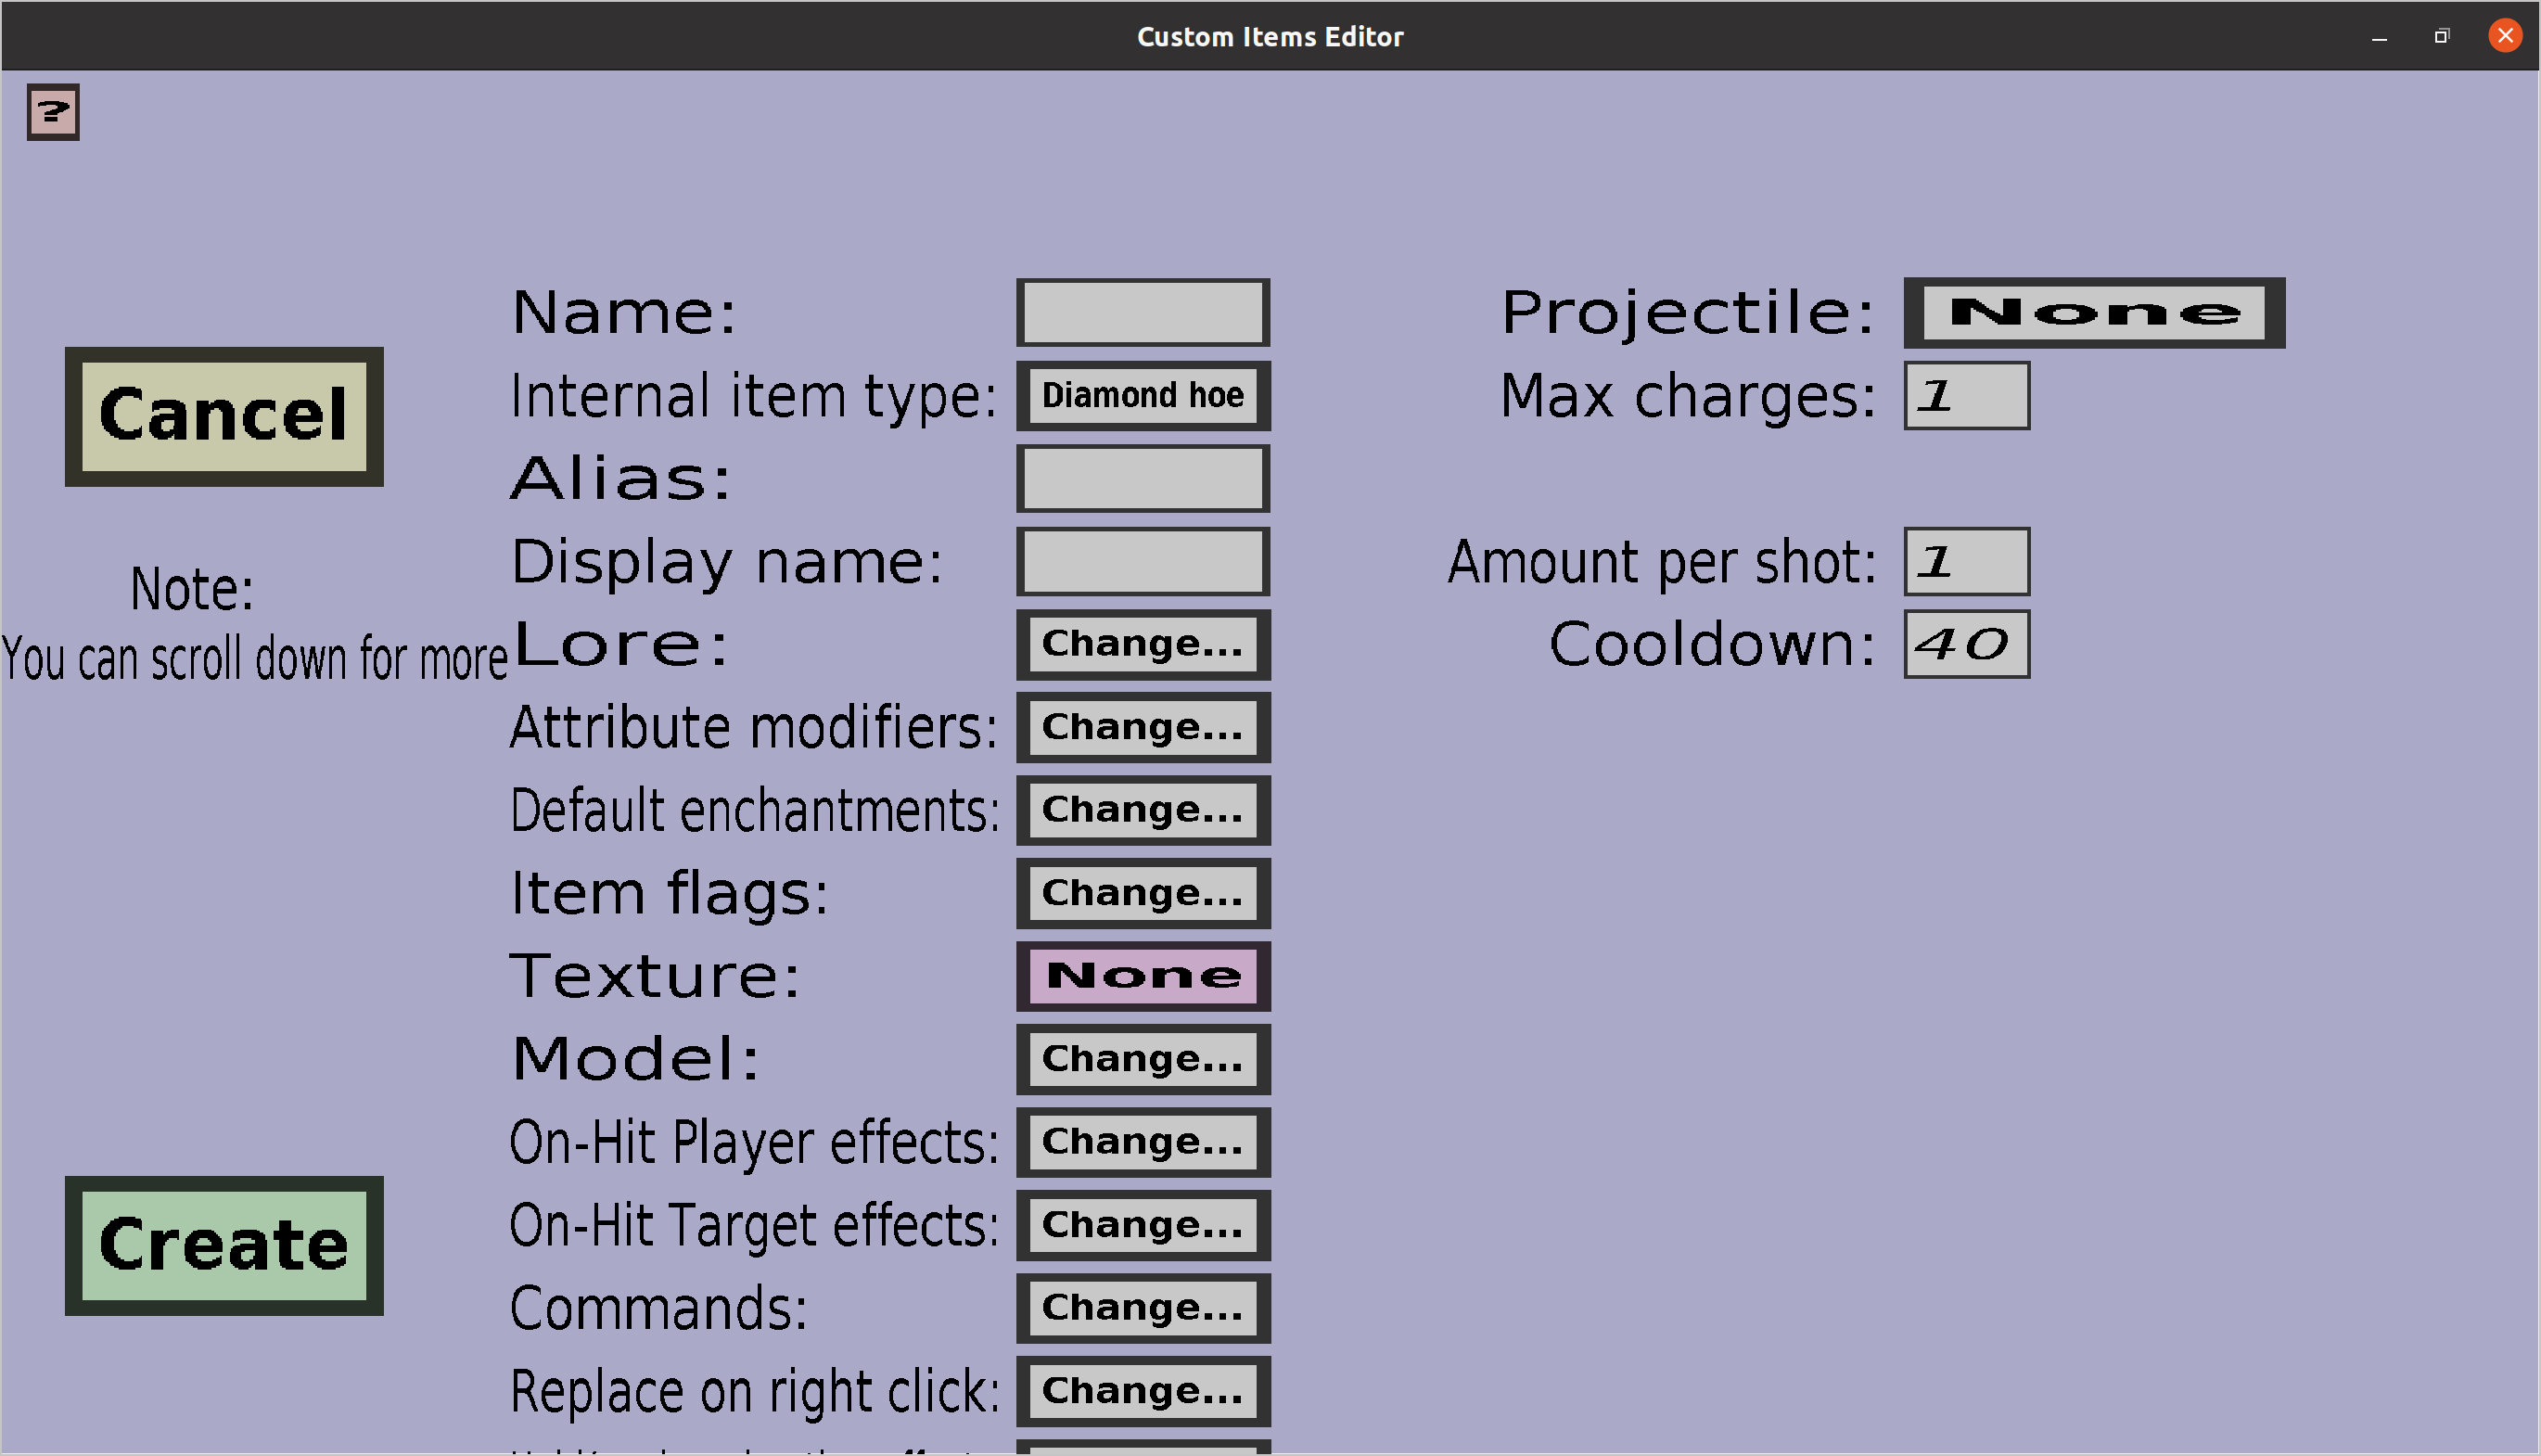 Custom Items Editor
?
Name:
Projectile: None
Cancel
Internal item type: Diamond hoe
Max charges: 1
Alias:
Display name:
Amount per shot: 1
Note:
You can scroll down for more
Lore: Change...
Cooldown: 40
Attribute modifiers: Change...
Default enchantments: Change...
Item flags: Change...
Texture: None
Model: Change...
On-Hit Player effects: Change...
Create
On-Hit Target effects: Change...
Commands: Change...
Replace on right click: Change...